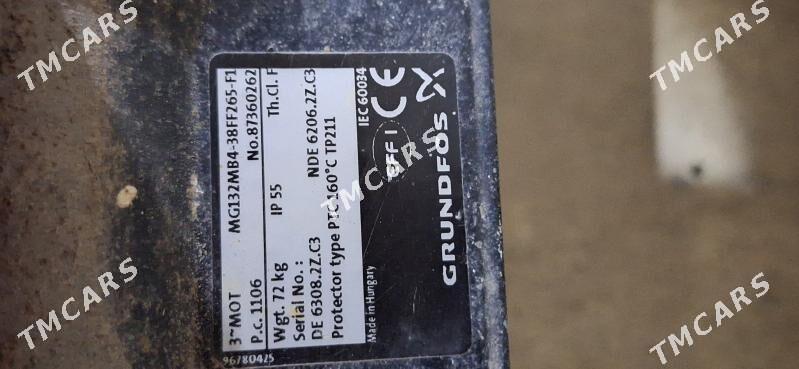 3~MOT MG132MB4-38FF265-F1
P.c. 1106 No.87360262
Wgt. 72 kg IP 55 Th.Cl. F
Serial No.:
DE 6308.2Z.C3 NDE 6206.2Z.C3
Protector type PTC 160°C TP211
Made in Hungary EFF 1 CE IEC 60034
GRUNDFOS
96780425
TMCARS
TMCARS
TMCARS
TMCARS
TMCARS
TMCARS